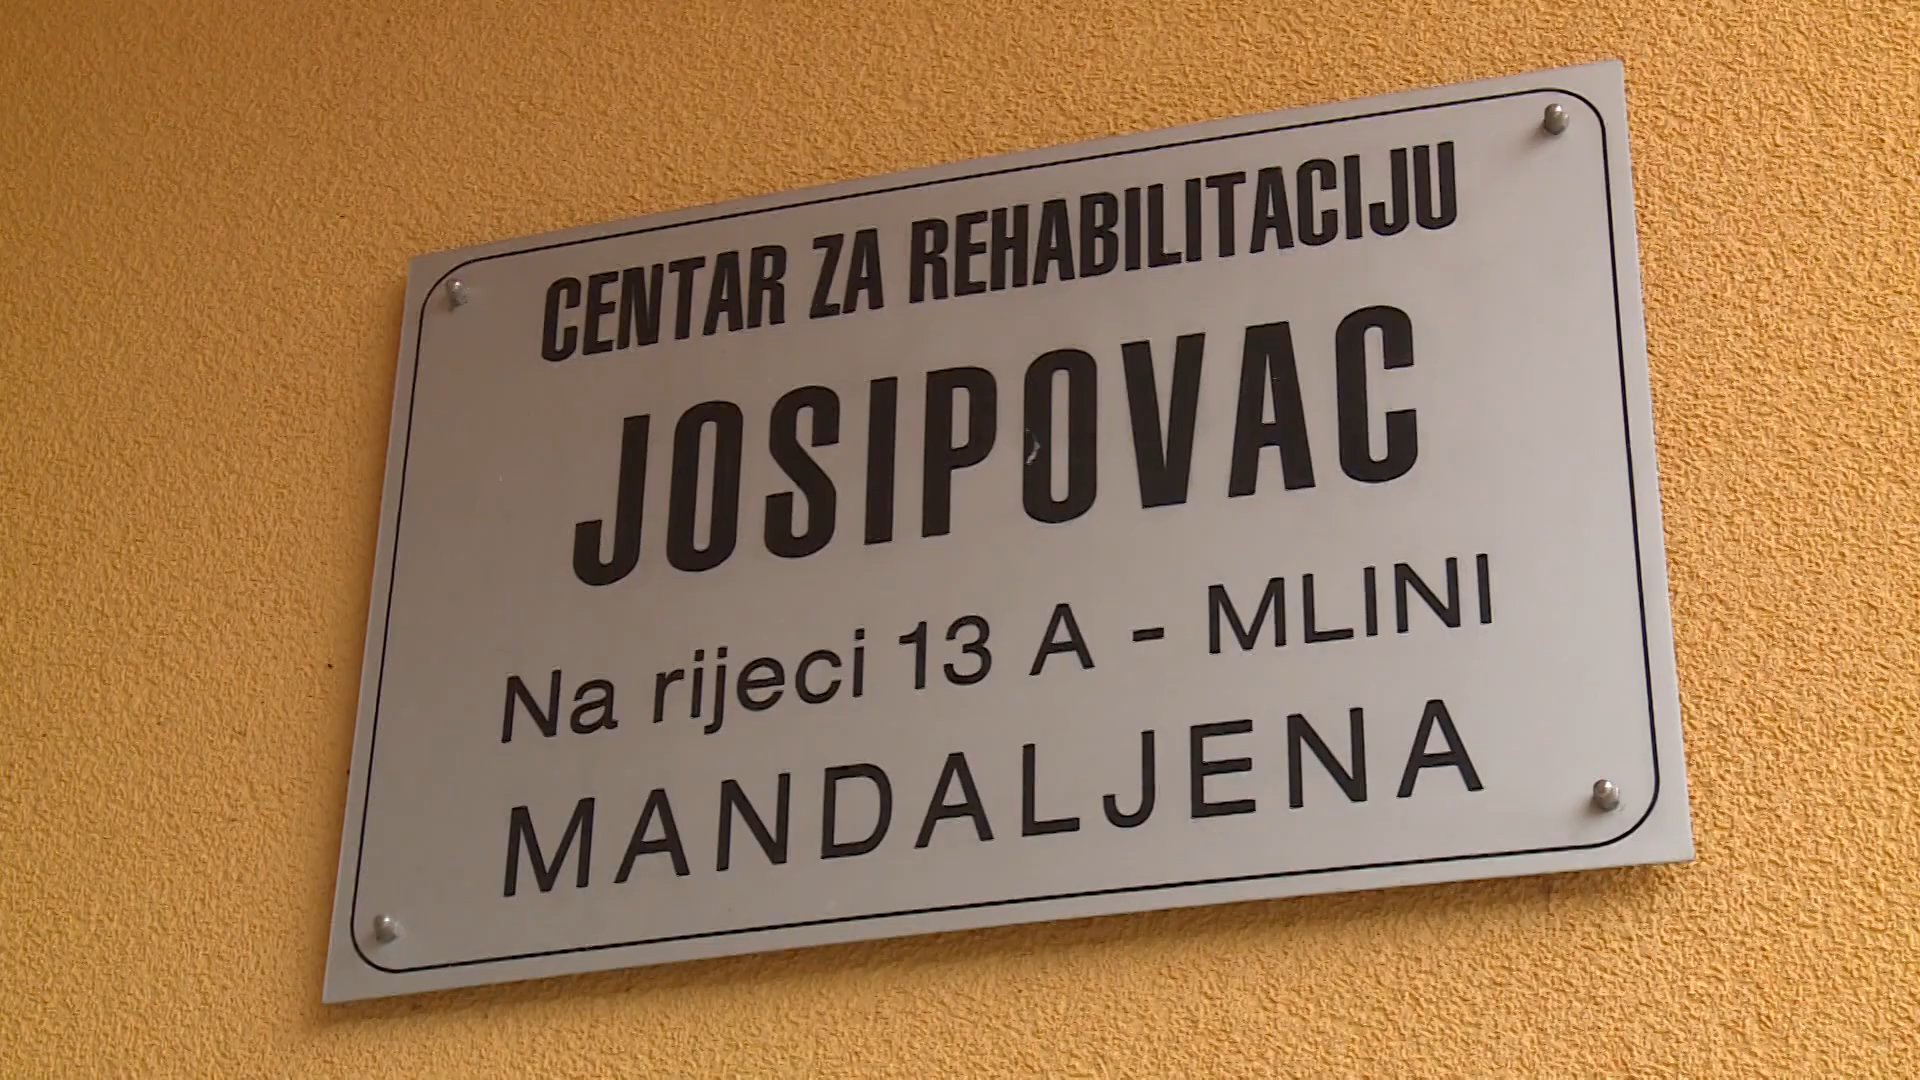 CENTAR ZA REHABILITACIJU
JOSIPOVAC
Na rijeci 13 A - MLINI
MANDALJENA